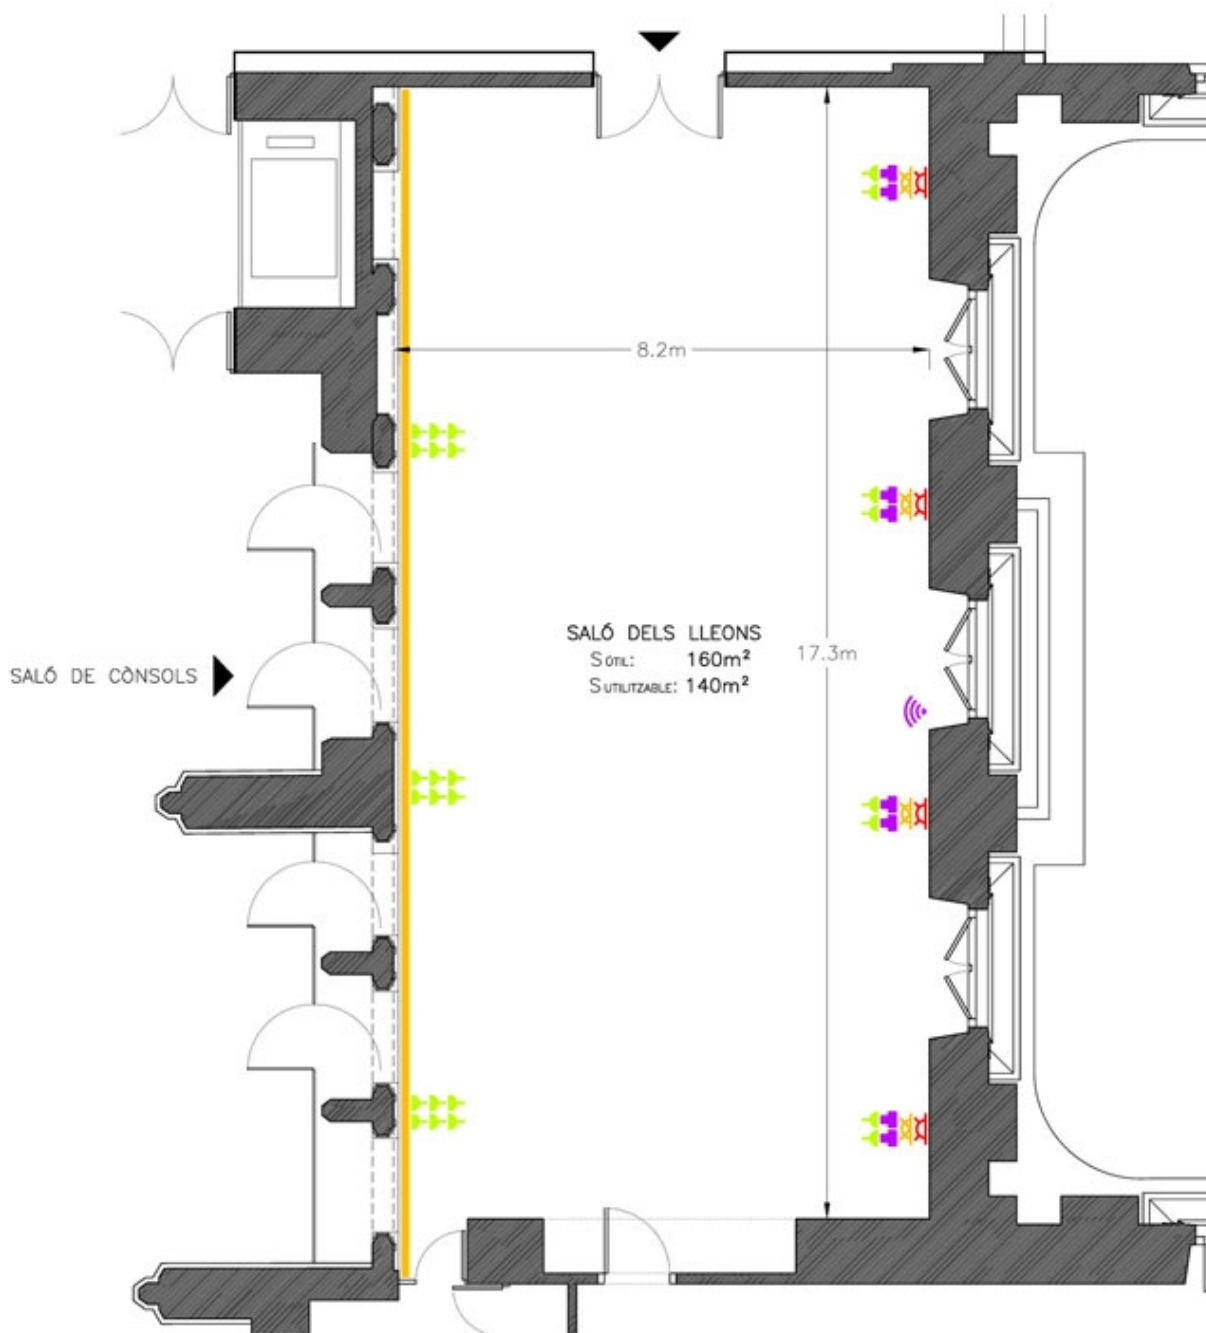 8.2m
SALÓ DELS LLEONS
SÚTIL: 160m²
17.3m
SUTILITZABLE: 140m²
SALÓ DE CÒNSOLS